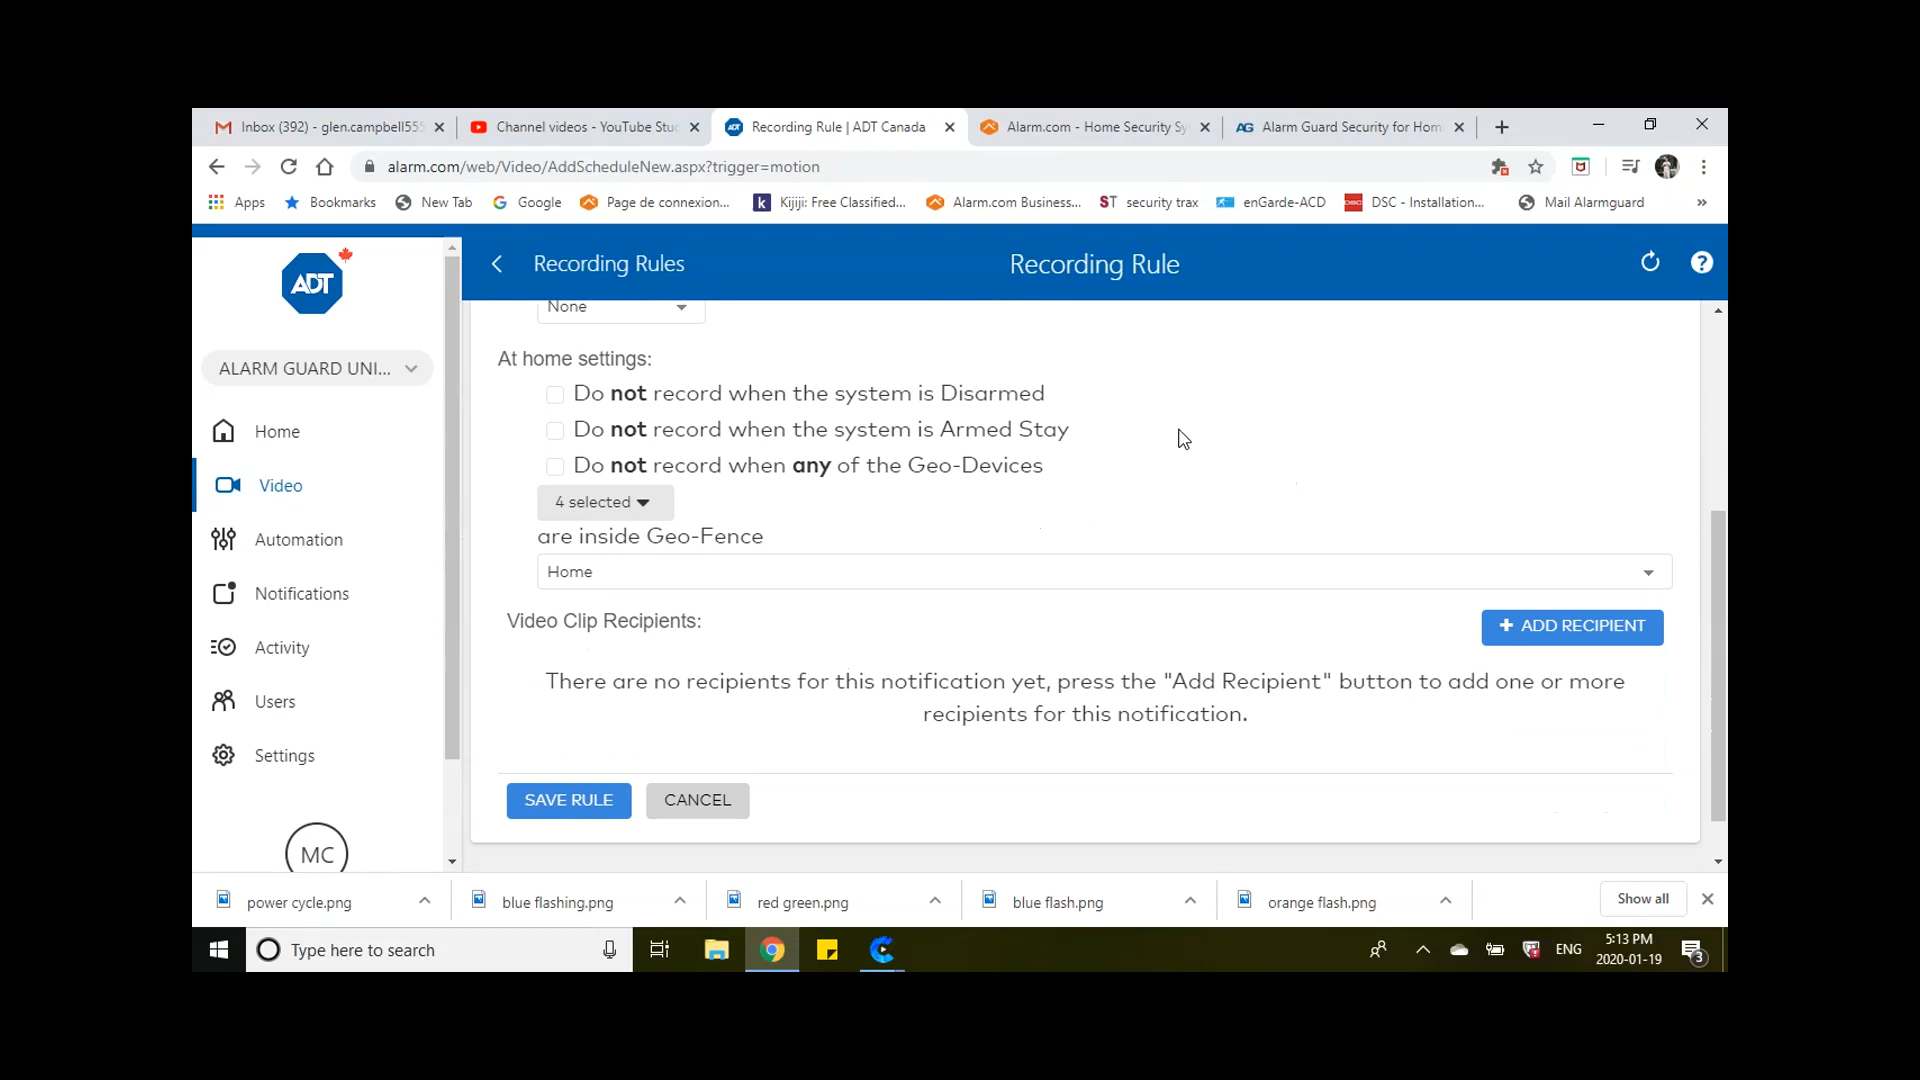 Inbox (392) - glen.campbell555
Channel videos - YouTube Stu
Recording Rule | ADT Canada
Alarm.com - Home Security Sy
AG Alarm Guard Security for Hom
alarm.com/web/Video/AddScheduleNew.aspx?trigger=motion
Apps Bookmarks New Tab Google Page de connexion... k Kijiji: Free Classified... Alarm.com Business... ST security trax enGarde-ACD DSC DSC - Installation... Mail Alarmguard »
ADT
Recording Rules
Recording Rule
?
ALARM GUARD UNI...
Home
Video
Automation
Notifications
Activity
Users
Settings
MC
None
At home settings:
Do not record when the system is Disarmed
Do not record when the system is Armed Stay
Do not record when any of the Geo-Devices
4 selected
are inside Geo-Fence
Home
Video Clip Recipients:
+ ADD RECIPIENT
There are no recipients for this notification yet, press the "Add Recipient" button to add one or more
recipients for this notification.
SAVE RULE
CANCEL
power cycle.png
blue flashing.png
red green.png
blue flash.png
orange flash.png
Show all
Type here to search
ENG
5:13 PM
2020-01-19
3